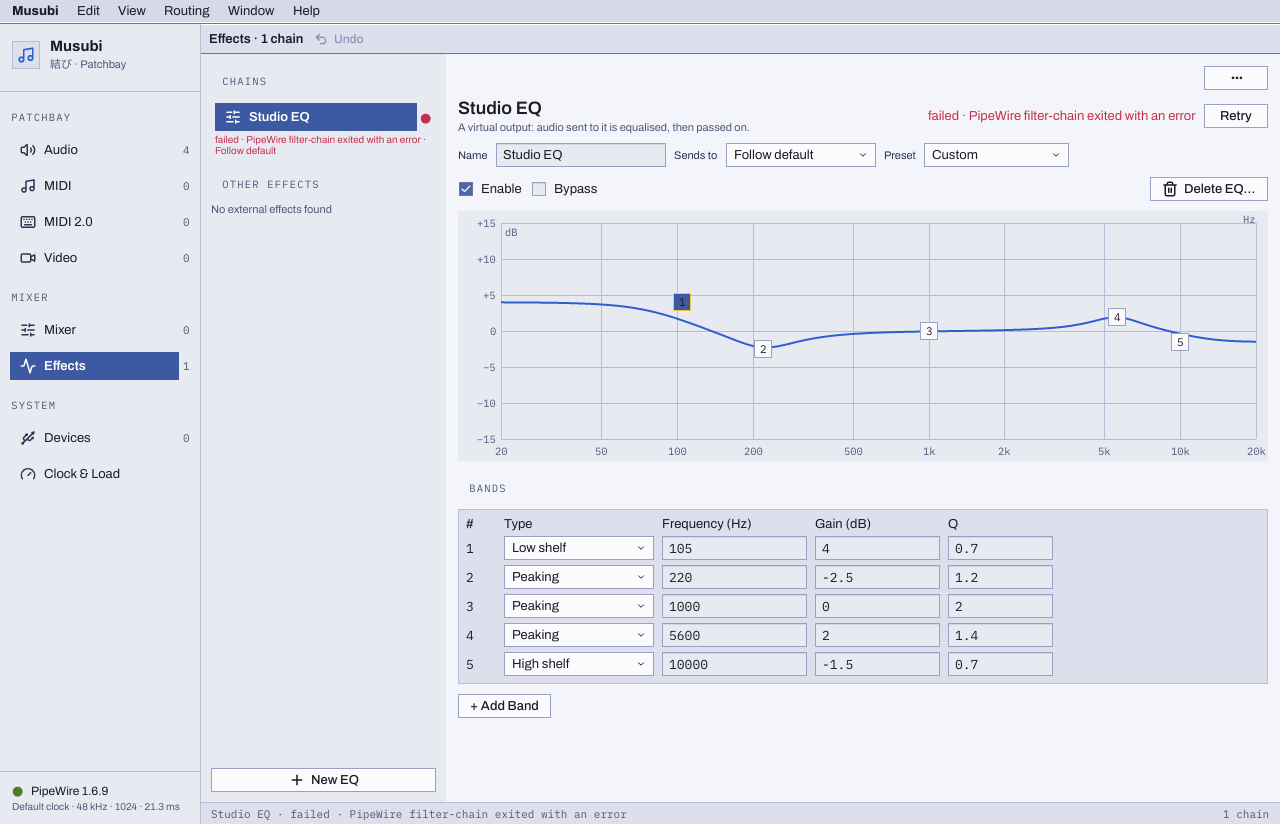 Musubi Edit View Routing Window Help
Musubi
結び · Patchbay
PATCHBAY
Audio 4
MIDI 0
MIDI 2.0 0
Video 0
MIXER
Mixer 0
Effects 1
SYSTEM
Devices 0
Clock & Load
PipeWire 1.6.9
Default clock · 48 kHz · 1024 · 21.3 ms
Effects · 1 chain Undo
CHAINS
Studio EQ
failed · PipeWire filter-chain exited with an error ·
Follow default
OTHER EFFECTS
No external effects found
New EQ
···
Studio EQ
A virtual output: audio sent to it is equalised, then passed on.
failed · PipeWire filter-chain exited with an error Retry
Name Studio EQ Sends to Follow default Preset Custom
Enable Bypass Delete EQ...
Hz
+15
dB
+10
+5
0
−5
−10
−15
1
2
3
4
5
20 50 100 200 500 1k 2k 5k 10k 20k
BANDS
# Type Frequency (Hz) Gain (dB) Q
1 Low shelf 105 4 0.7
2 Peaking 220 -2.5 1.2
3 Peaking 1000 0 2
4 Peaking 5600 2 1.4
5 High shelf 10000 -1.5 0.7
+ Add Band
Studio EQ · failed · PipeWire filter-chain exited with an error 1 chain